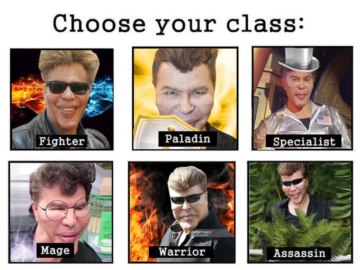 Choose your class:
Fighter
Paladin
Specialist
Mage
Warrior
Assassin